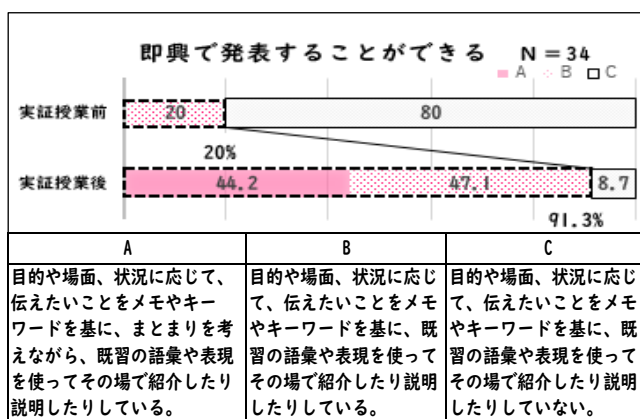 即興で発表することができる N=34
A B C
実証授業前 20 80
20%
実証授業後 44.2 47.1 8.7
91.3%
A B C
目的や場面、状況に応じて、
伝えたいことをメモやキー
ワードを基に、まとまりを考
えながら、既習の語彙や表現
を使ってその場で紹介したり
説明したりしている。
目的や場面、状況に応じ
て、伝えたいことをメモ
やキーワードを基に、既
習の語彙や表現を使って
その場で紹介したり説明
したりしている。
目的や場面、状況に応じ
て、伝えたいことをメモ
やキーワードを基に、既
習の語彙や表現を使って
その場で紹介したり説明
したりしていない。